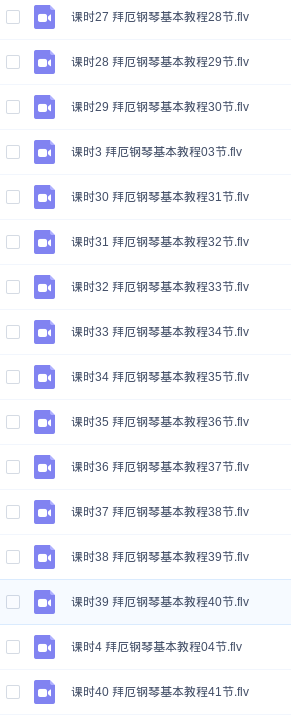 课时27 拜厄钢琴基本教程28节.flv
课时28 拜厄钢琴基本教程29节.flv
课时29 拜厄钢琴基本教程30节.flv
课时3 拜厄钢琴基本教程03节.flv
课时30 拜厄钢琴基本教程31节.flv
课时31 拜厄钢琴基本教程32节.flv
课时32 拜厄钢琴基本教程33节.flv
课时33 拜厄钢琴基本教程34节.flv
课时34 拜厄钢琴基本教程35节.flv
课时35 拜厄钢琴基本教程36节.flv
课时36 拜厄钢琴基本教程37节.flv
课时37 拜厄钢琴基本教程38节.flv
课时38 拜厄钢琴基本教程39节.flv
课时39 拜厄钢琴基本教程40节.flv
课时4 拜厄钢琴基本教程04节.flv
课时40 拜厄钢琴基本教程41节.flv